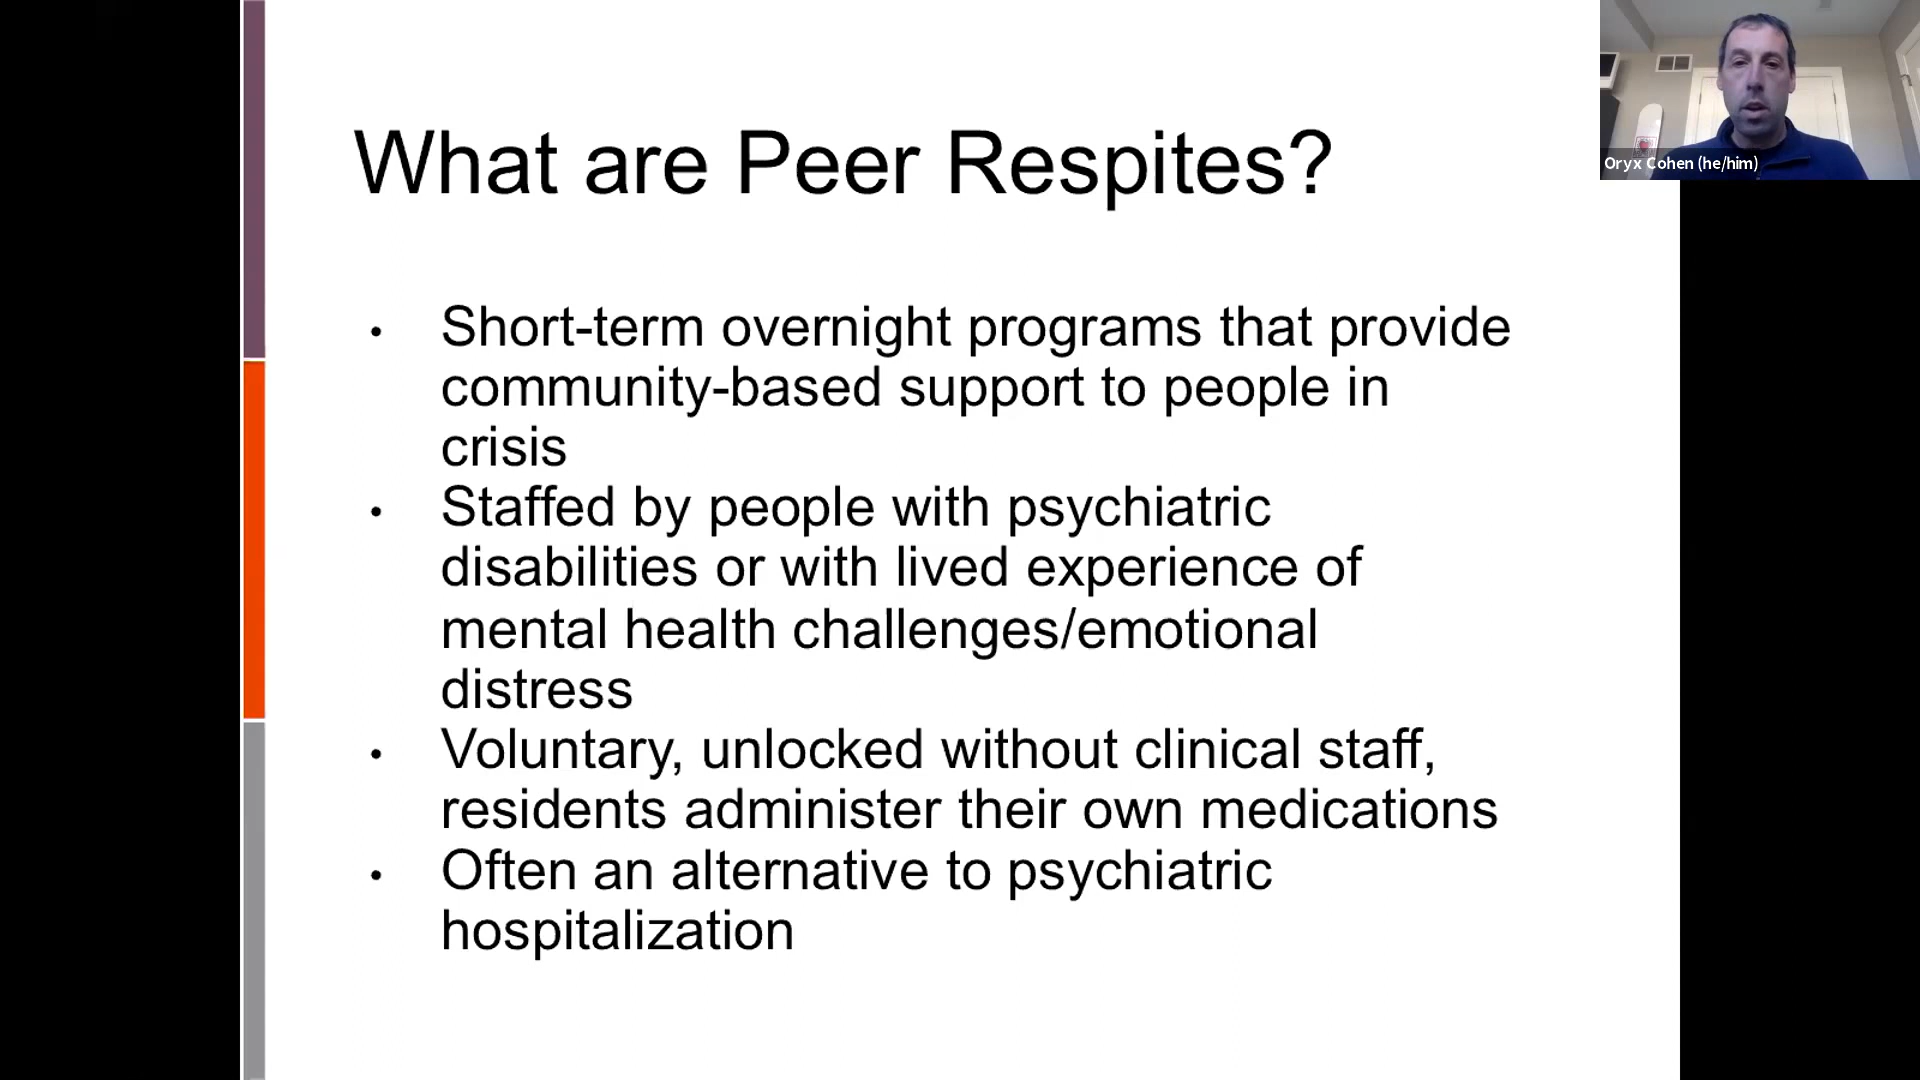 What are Peer Respites?
• Short-term overnight programs that provide
community-based support to people in
crisis
• Staffed by people with psychiatric
disabilities or with lived experience of
mental health challenges/emotional
distress
• Voluntary, unlocked without clinical staff,
residents administer their own medications
• Often an alternative to psychiatric
hospitalization
Oryx Cohen (he/him)